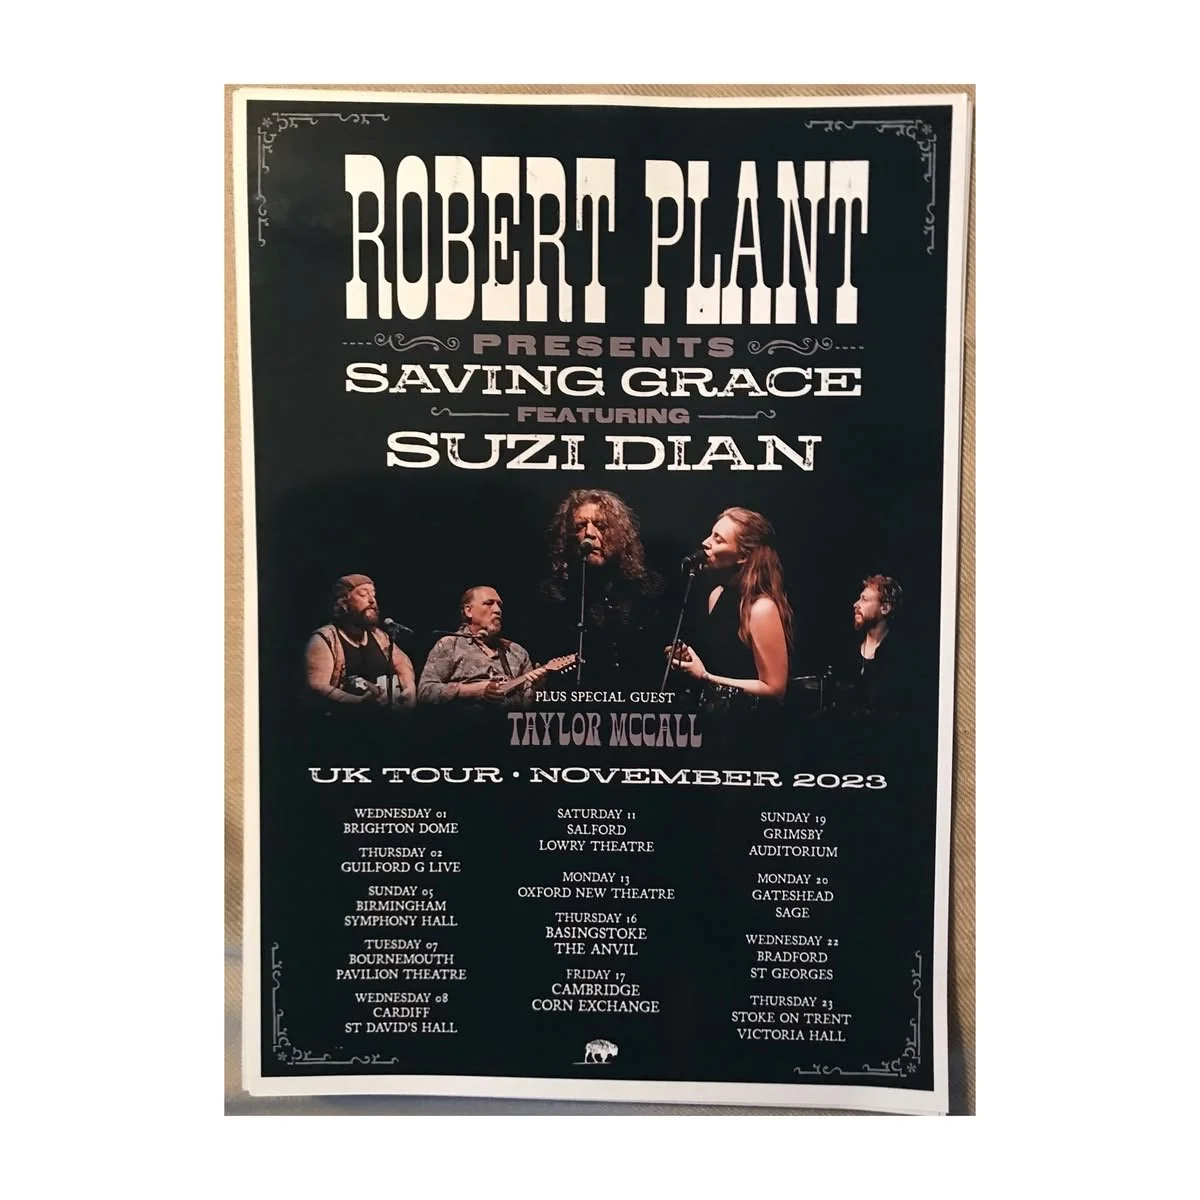 ROBERT PLANT
PRESENTS
SAVING GRACE
FEATURING
SUZI DIAN
PLUS SPECIAL GUEST
TAYLOR MCCALL
UK TOUR • NOVEMBER 2023
WEDNESDAY 01
BRIGHTON DOME
THURSDAY 02
GUILFORD G LIVE
SUNDAY 05
BIRMINGHAM
SYMPHONY HALL
TUESDAY 07
BOURNEMOUTH
PAVILION THEATRE
WEDNESDAY 08
CARDIFF
ST DAVID'S HALL
SATURDAY 11
SALFORD
LOWRY THEATRE
MONDAY 13
OXFORD NEW THEATRE
THURSDAY 16
BASINGSTOKE
THE ANVIL
FRIDAY 17
CAMBRIDGE
CORN EXCHANGE
SUNDAY 19
GRIMSBY
AUDITORIUM
MONDAY 20
GATESHEAD
SAGE
WEDNESDAY 22
BRADFORD
ST GEORGES
THURSDAY 23
STOKE ON TRENT
VICTORIA HALL